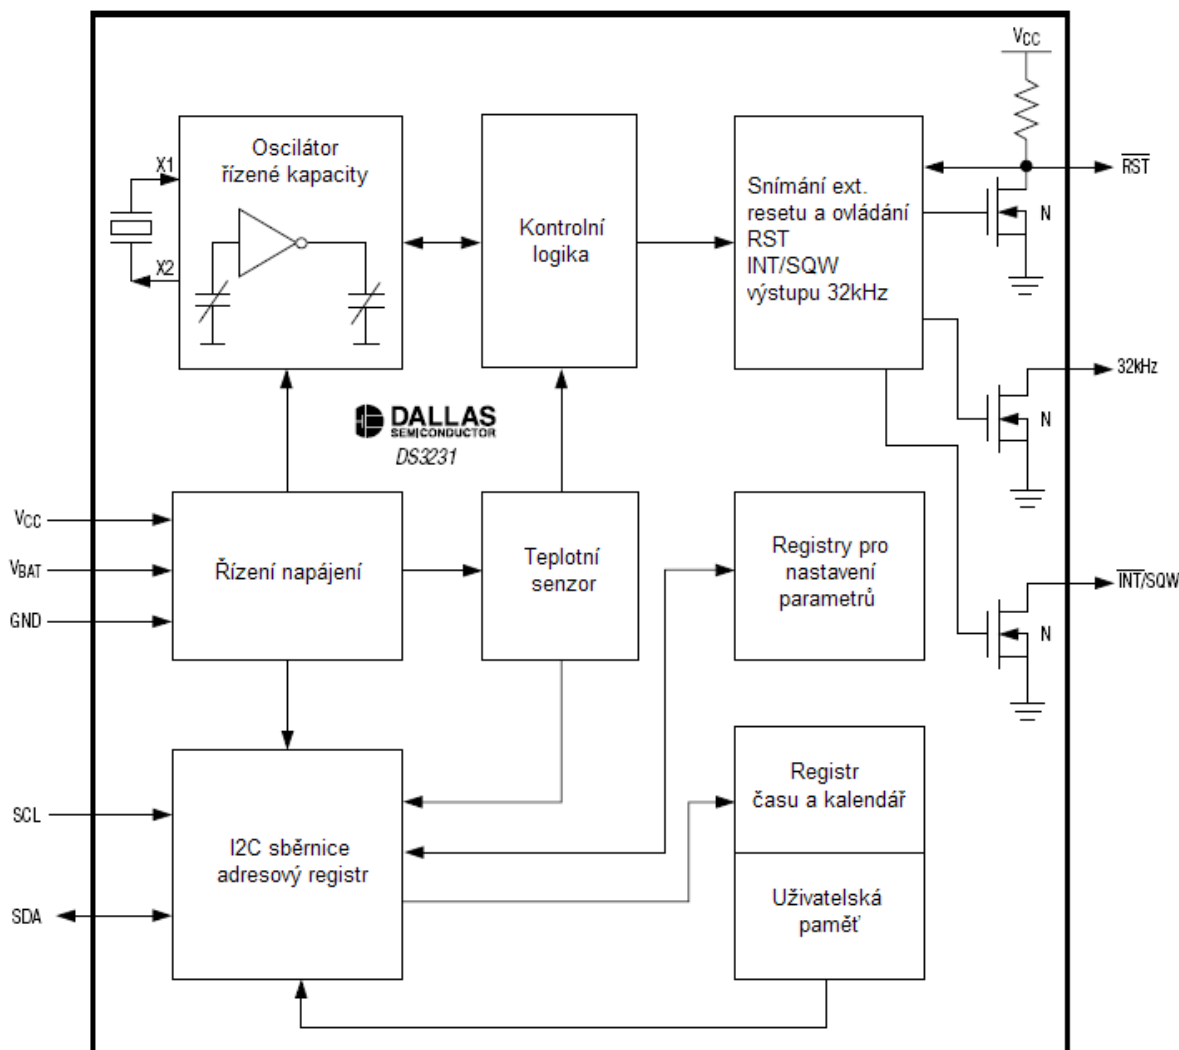 VCC
X1
Oscilátor
řízené kapacity
X2
Kontrolní
logika
Snímání ext.
resetu a ovládání
RST
INT/SQW
výstupu 32kHz
RST
N
32kHz
N
DALLAS
SEMICONDUCTOR
DS3231
VCC
VBAT
GND
Řízení napájení
Teplotní
senzor
Registry pro
nastavení
parametrů
INT/SQW
N
SCL
SDA
I2C sběrnice
adresový registr
Registr
času a kalendář
Uživatelská
paměť